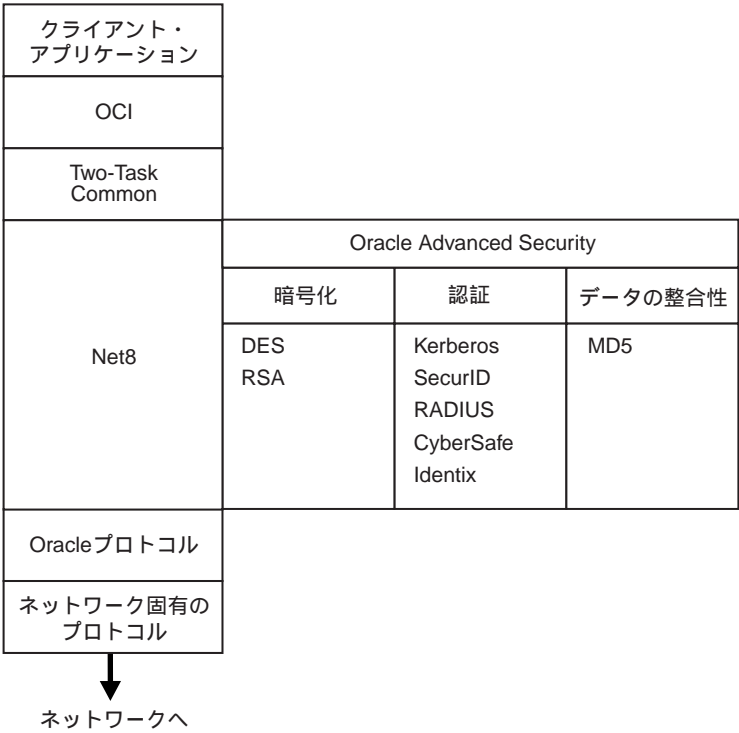 クライアント・
アプリケーション
OCI
Two-Task
Common
Net8
Oracle Advanced Security
暗号化
認証
データの整合性
DES
RSA
Kerberos
SecurID
RADIUS
CyberSafe
Identix
MD5
Oracleプロトコル
ネットワーク固有の
プロトコル
ネットワークへ